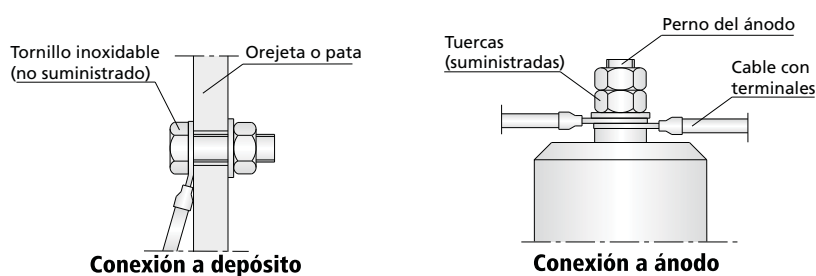 Tornillo inoxidable
(no suministrado)
Orejeta o pata
Conexión a depósito
Perno del ánodo
Tuercas
(suministradas)
Cable con
terminales
Conexión a ánodo